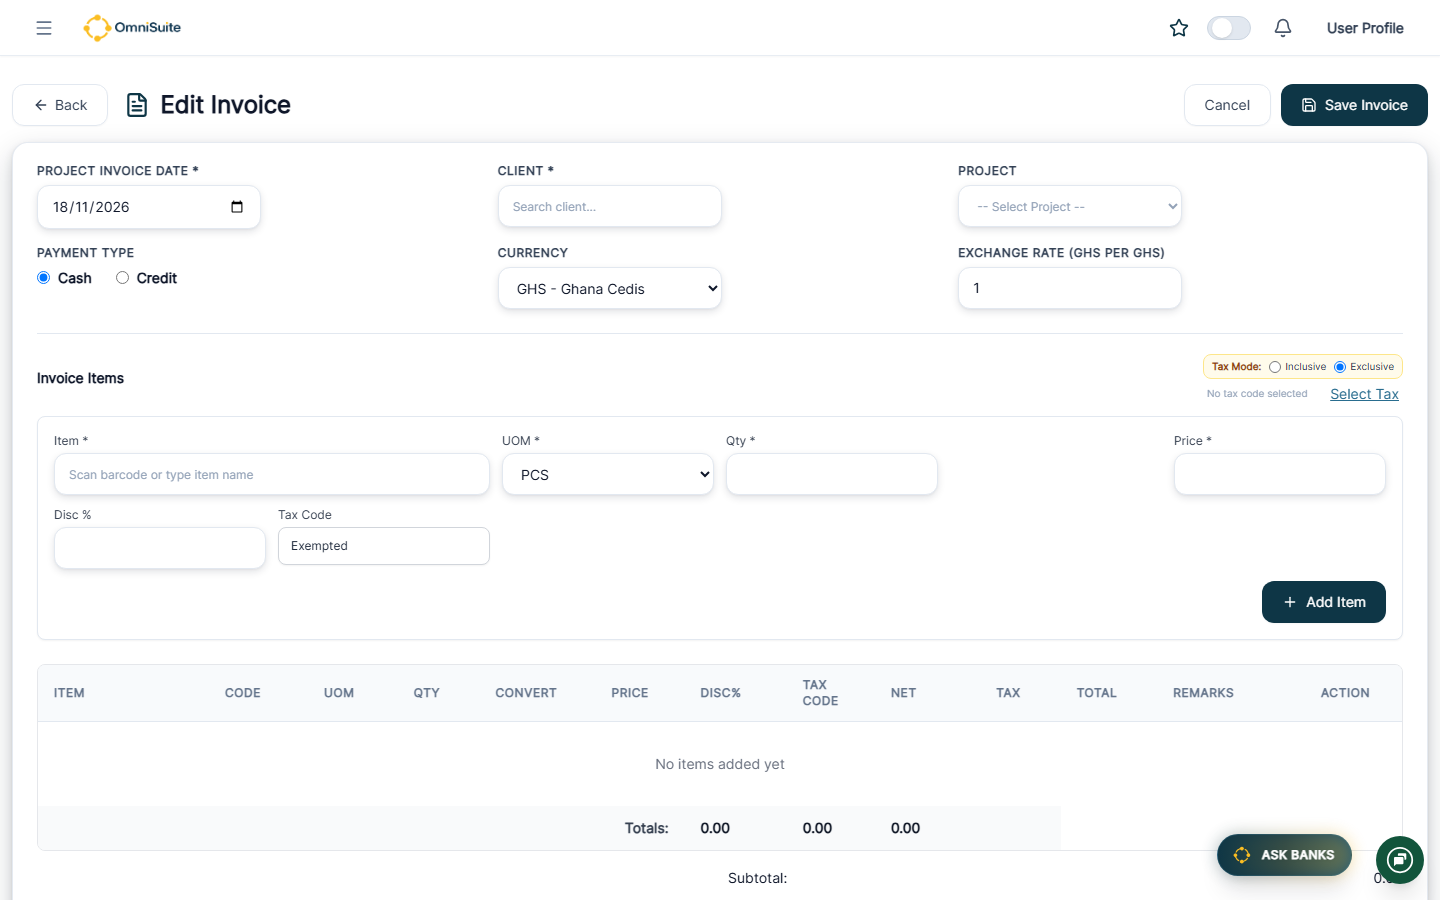 OmniSuite
User Profile
Back
Edit Invoice
Cancel
Save Invoice
PROJECT INVOICE DATE *
CLIENT *
PROJECT
18/11/2026
Search client...
-- Select Project --
PAYMENT TYPE
CURRENCY
EXCHANGE RATE (GHS PER GHS)
Cash
Credit
GHS - Ghana Cedis
1
Invoice Items
Tax Mode:
Inclusive
Exclusive
No tax code selected
Select Tax
Item *
UOM *
Qty *
Price *
Scan barcode or type item name
PCS
Disc %
Tax Code
Exempted
Add Item
ITEM
CODE
UOM
QTY
CONVERT
PRICE
DISC%
TAX CODE
NET
TAX
TOTAL
REMARKS
ACTION
No items added yet
Totals:
0.00
0.00
0.00
ASK BANKS
Subtotal: